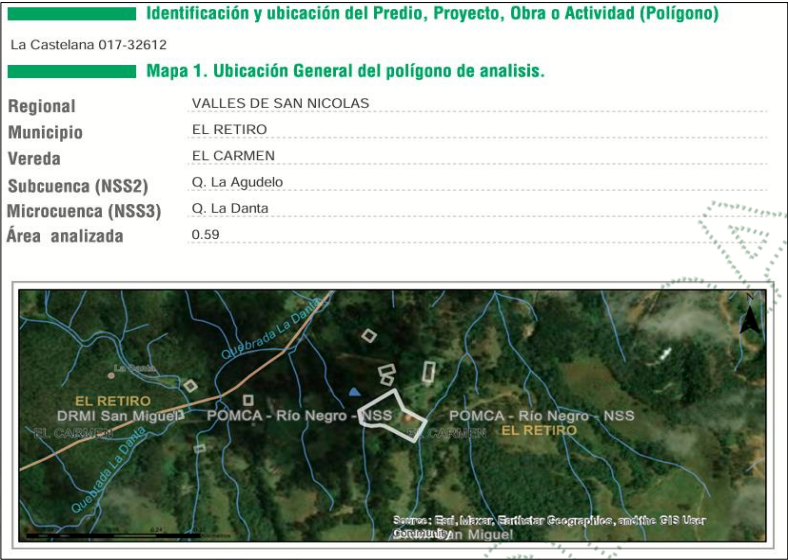 Identificación y ubicación del Predio, Proyecto, Obra o Actividad (Polígono)
La Castelana 017-32612
Mapa 1. Ubicación General del polígono de analisis.
Regional VALLES DE SAN NICOLAS
Municipio EL RETIRO
Vereda EL CARMEN
Subcuenca (NSS2) Q. La Agudelo
Microcuenca (NSS3) Q. La Danta
Área analizada 0.59
N
Quebrada La Danta
La Danta
EL RETIRO
DRMI San Miguel
POMCA - Río Negro - NSS
POMCA - Río Negro - NSS
EL CARMEN
EL CARMEN
EL RETIRO
Quebrada La Danta
Source: Esri, Maxar, Earthstar Geographics, and the GIS User
Community
San Miguel